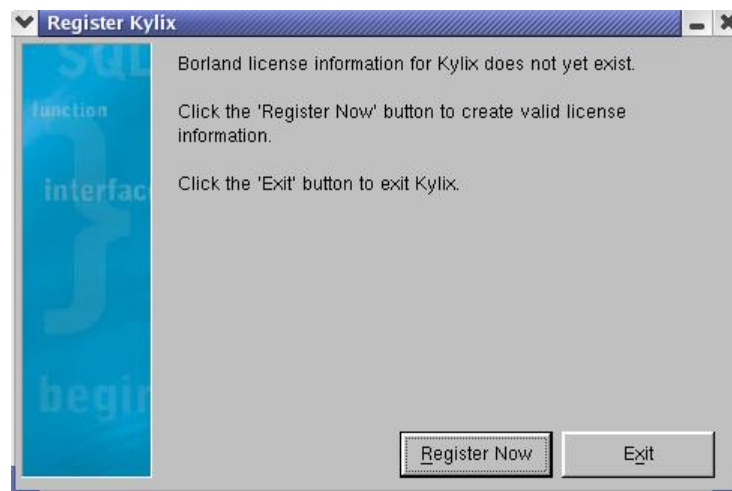 Register Kylix
SQL
function
interfac
}
begin
Borland license information for Kylix does not yet exist.
Click the 'Register Now' button to create valid license
information.
Click the 'Exit' button to exit Kylix.
Register Now
Exit